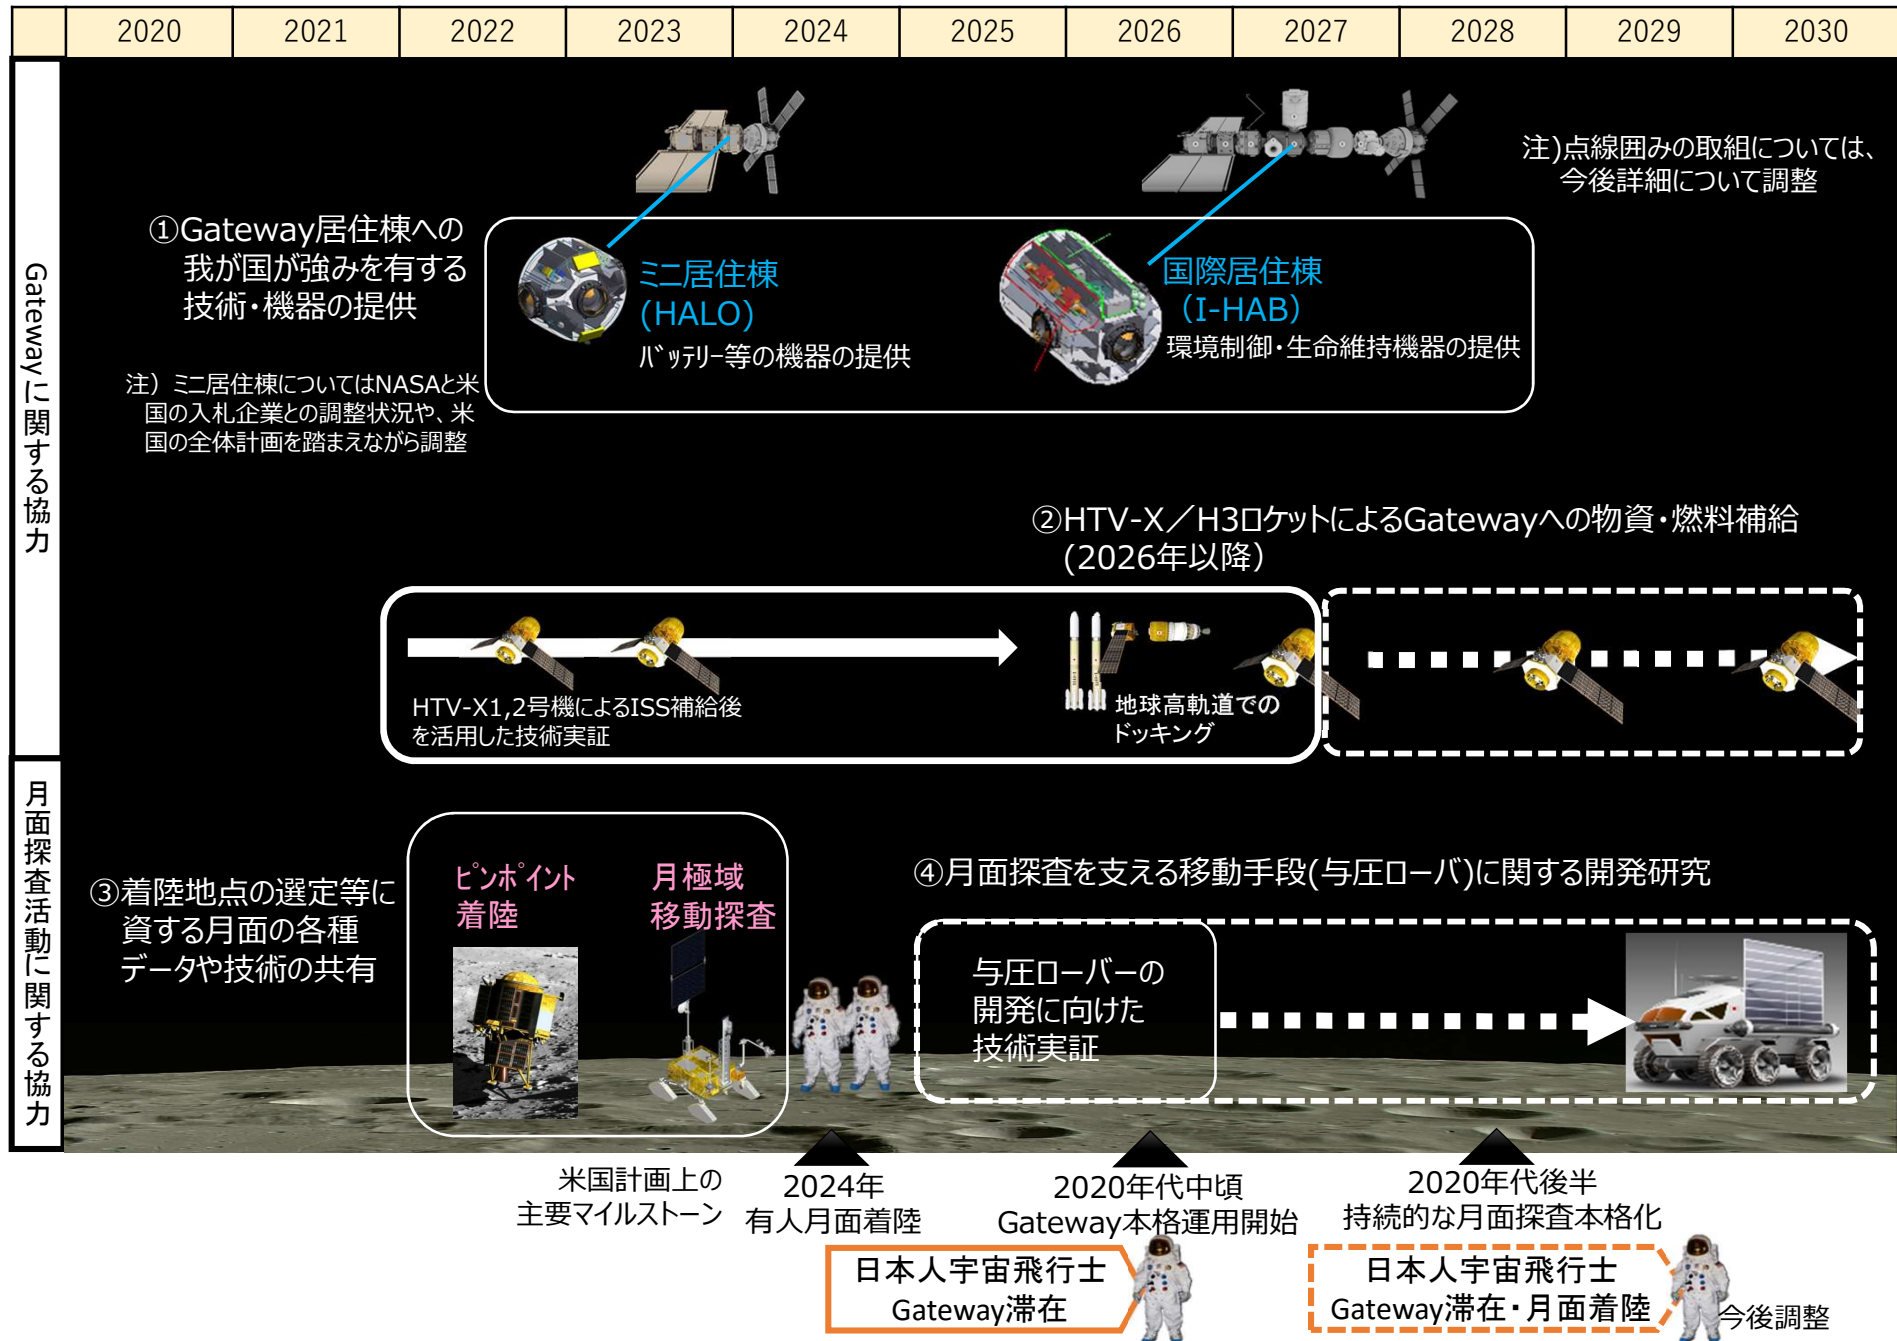 2020 2021 2022 2023 2024 2025 2026 2027 2028 2029 2030
Gatewayに関する協力
注)点線囲みの取組については、
今後詳細について調整
①Gateway居住棟への
我が国が強みを有する
技術・機器の提供
ミニ居住棟
(HALO)
バッテリー等の機器の提供
国際居住棟
(I-HAB)
環境制御・生命維持機器の提供
注) ミニ居住棟についてはNASAと米
国の入札企業との調整状況や、米
国の全体計画を踏まえながら調整
②HTV-X/H3ロケットによるGatewayへの物資・燃料補給
(2026年以降)
HTV-X1,2号機によるISS補給後
を活用した技術実証
地球高軌道での
ドッキング
月面探査活動に関する協力
③着陸地点の選定等に
資する月面の各種
データや技術の共有
ピンポイント
着陸
月極域
移動探査
④月面探査を支える移動手段(与圧ローバ)に関する開発研究
与圧ローバーの
開発に向けた
技術実証
米国計画上の
主要マイルストーン
2024年
有人月面着陸
2020年代中頃
Gateway本格運用開始
2020年代後半
持続的な月面探査本格化
日本人宇宙飛行士
Gateway滞在
日本人宇宙飛行士
Gateway滞在・月面着陸
今後調整